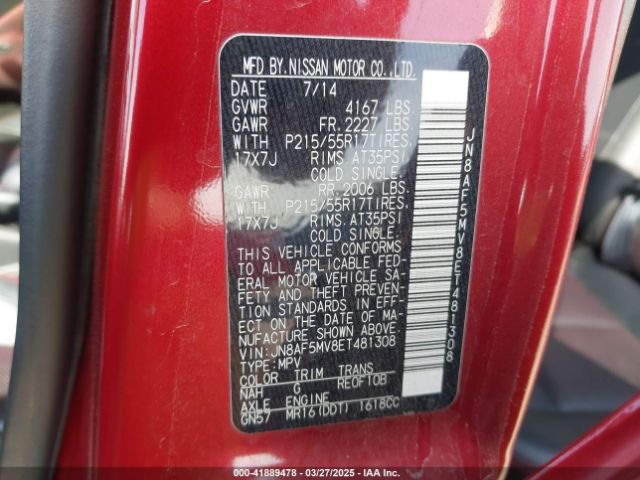 MFD BY.NISSAN MOTOR CO.,LTD.
DATE 7/14
GVWR 4167 LBS.
GAWR FR.2227 LBS.
WITH P215/55R17TIRES.
17X7J RIMS.AT35PSI
COLD SINGLE.
GAWR RR.2006 LBS.
WITH P215/55R17TIRES.
17X7J RIMS.AT35PSI
COLD SINGLE.
THIS VEHICLE CONFORMS
TO ALL APPLICABLE FED-
ERAL MOTOR VEHICLE SA-
FETY AND THEFT PREVEN-
TION STANDARDS IN EFF-
ECT ON THE DATE OF MA-
NUFACTURE SHOWN ABOVE.
VIN:JN8AF5MV8ET481308
TYPE:MPV
COLOR TRIM TRANS
NAH G RE0F10B
AXLE ENGINE
GN57 MR16(DDT) 1618CC
JN8AF5MV8ET481308
000-41889478 — 03/27/2025 — IAA Inc.